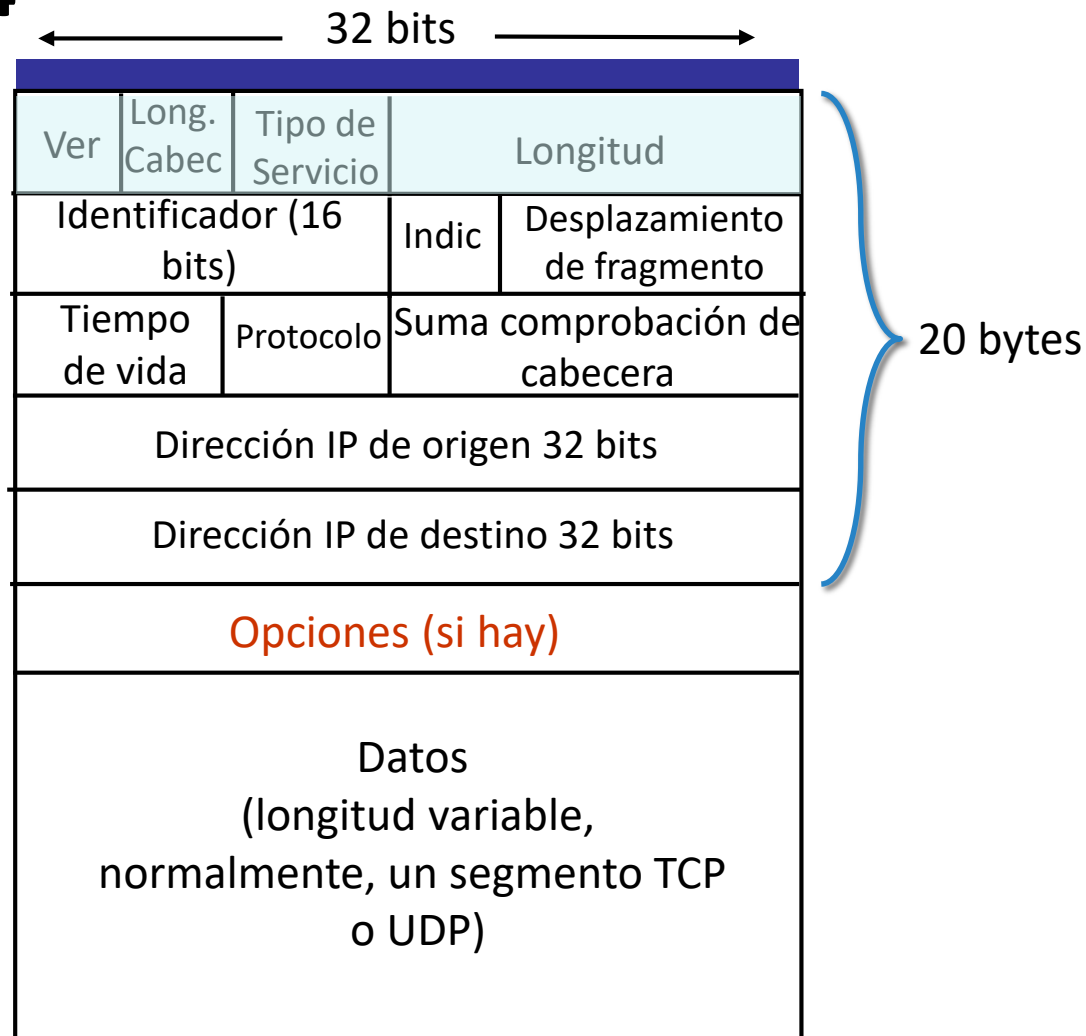 32 bits
Ver
Long.
Cabec
Tipo de
Servicio
Longitud
Identificador (16
bits)
Indic
Desplazamiento
de fragmento
Tiempo
de vida
Protocolo
Suma comprobación de
cabecera
20 bytes
Dirección IP de origen 32 bits
Dirección IP de destino 32 bits
Opciones (si hay)
Datos
(longitud variable,
normalmente, un segmento TCP
o UDP)